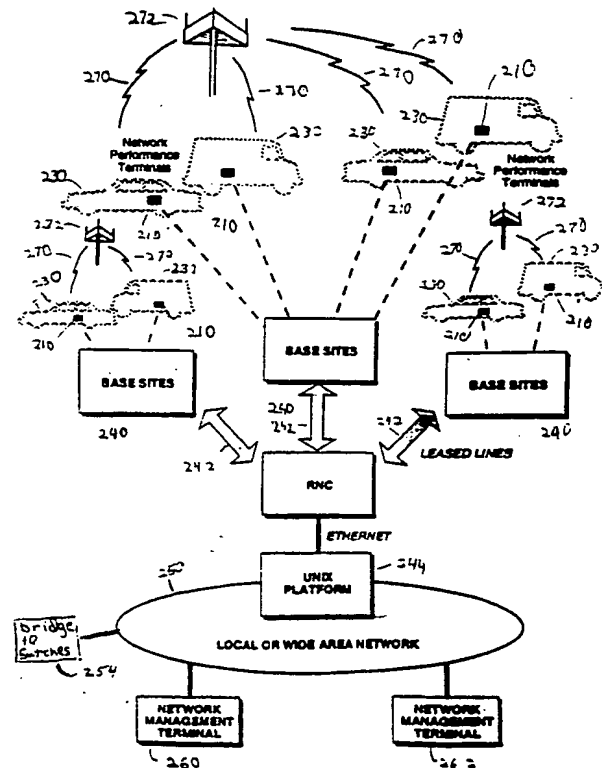 272
270
270
270
270
210
230
230
230
Network
Performance
Terminals
Network
Performance
Terminals
230
210
210
210
272
272
270
270
270
270
230
230
230
210
210
210
210
BASE SITES
BASE SITES
BASE SITES
240
240
240
242
242
242
LEASED LINES
RNC
ETHERNET
UNIX
PLATFORM
244
250
LOCAL OR WIDE AREA NETWORK
bridge
to
254
NETWORK
MANAGEMENT
TERMINAL
NETWORK
MANAGEMENT
TERMINAL
260
262